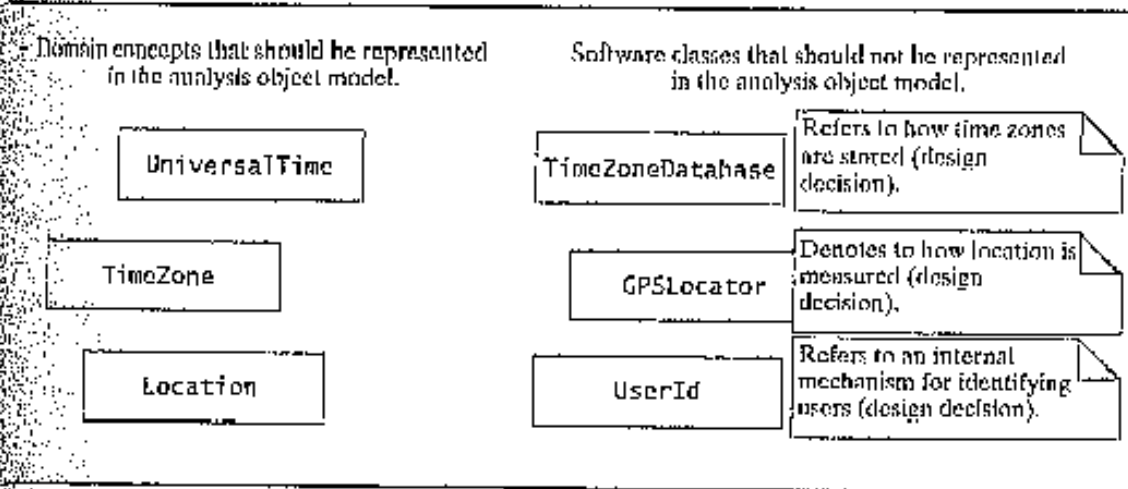 Domain concepts that should be represented
in the analysis object model.
Software classes that should not be represented
in the analysis object model.
UniversalTime
TimeZoneDatabase
Refers to how time zones
are stored (design
decision).
TimeZone
GPSLocator
Denotes to how location is
measured (design
decision).
Location
UserId
Refers to an internal
mechanism for identifying
users (design decision).